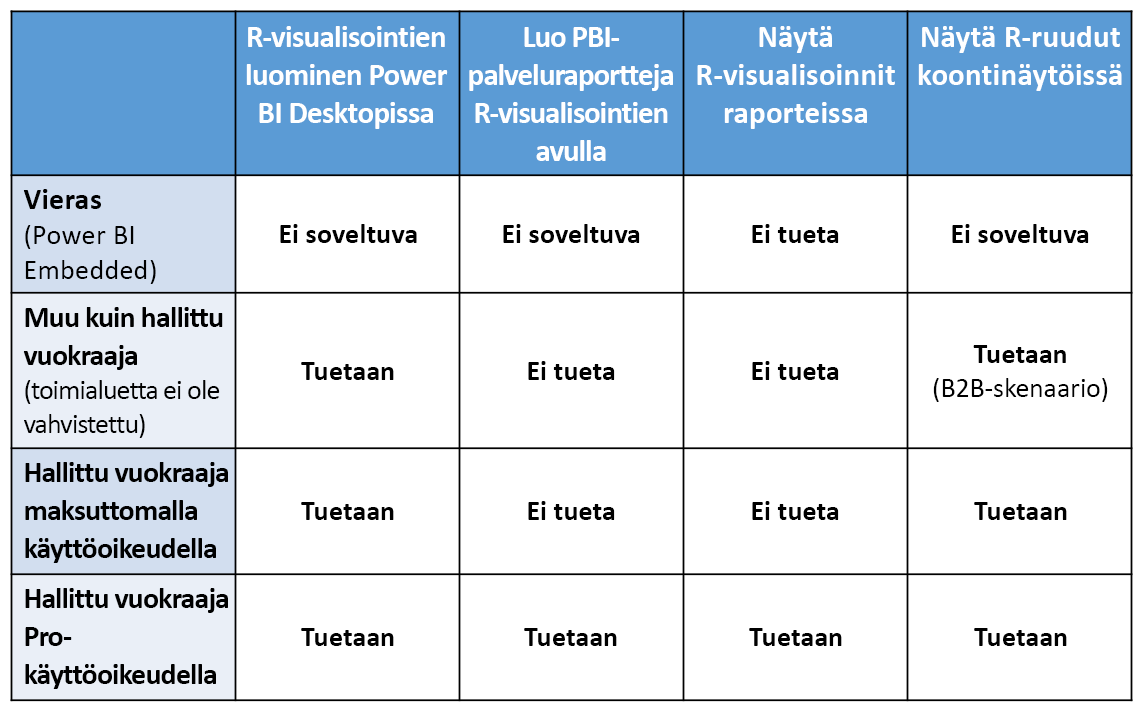 R-visualisointien
luominen Power
BI Desktopissa
Luo PBI-
palveluraportteja
R-visualisointien
avulla
Näytä
R-visualisoinnit
raporteissa
Näytä R-ruudut
koontinäytöissä
Vieras
(Power BI
Embedded)
Ei soveltuva
Ei soveltuva
Ei tueta
Ei soveltuva
Muu kuin hallittu
vuokraaja
(toimialuetta ei ole
vahvistettu)
Tuetaan
Ei tueta
Ei tueta
Tuetaan
(B2B-skenaario)
Hallittu vuokraaja
maksuttomalla
käyttöoikeudella
Tuetaan
Ei tueta
Ei tueta
Tuetaan
Hallittu vuokraaja
Pro-
käyttöoikeudella
Tuetaan
Tuetaan
Tuetaan
Tuetaan